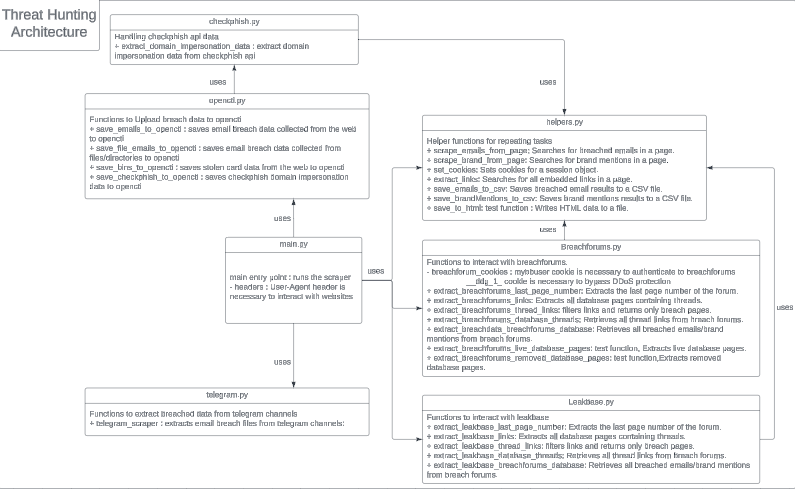 Threat Hunting
Architecture
checkphish.py
Handling checkphish api data
+ extract_domain_impersonation_data : extract domain
impersonation data from checkphish api
uses
uses
opencti.py
Functions to Upload breach data to opencti
+ save_emails_to_opencti : saves email breach data collected from the web
to opencti
+ save_file_emails_to_opencti : saves email breach data collected from
files/directories to opencti
+ save_bins_to_opencti : saves stolen card data from the web to opencti
+ save_checkphish_to_opencti : saves checkphish domain impersonation
data to opencti
helpers.py
Helper functions for repeating tasks
+ scrape_emails_from_page: Searches for breached emails in a page.
+ scrape_brand_from_page: Searches for brand mentions in a page.
+ set_cookies: Sets cookies for a session object.
+ extract_links: Searches for all embedded links in a page.
+ save_emails_to_csv: Saves breached email results to a CSV file.
+ save_brandMentions_to_csv: Saves brand mentions results to a CSV file.
+ save_to_html: test function : Writes HTML data to a file.
uses
uses
main.py
main entry point : runs the scraper
- headers : User-Agent header is
necessary to interact with websites
uses
Breachforums.py
Functions to interact with breachforums.
- breachforum_cookies : mybbuser cookie is necessary to authenticate to breachforums
__ddg_1_ cookie is necessary to bypass DDoS protection
+ extract_breachforums_last_page_number: Extracts the last page number of the forum.
+ extract_breachforums_links: Extracts all database pages containing threads.
+ extract_breachforums_thread_links: filters links and returns only breach pages.
+ extract_breachforums_database_threads: Retrieves all thread links from breach forums.
+ extract_breachdata_breachforums_database: Retrieves all breached emails/brand
mentions from breach forums.
+ extract_breachforums_live_database_pages: test function, Extracts live database pages.
+ extract_breachforums_removed_database_pages: test function,Extracts removed
database pages.
uses
uses
telegram.py
Functions to extract breached data from telegram channels
+ telegram_scraper : extracts email breach files from telegram channels:
Leakbase.py
Functions to interact with leakbase
+ extract_leakbase_last_page_number: Extracts the last page number of the forum.
+ extract_leakbase_links: Extracts all database pages containing threads.
+ extract_leakbase_thread_links: filters links and returns only breach pages.
+ extract_leakbase_database_threads: Retrieves all thread links from breach forums.
+ extract_leakbase_breachforums_database: Retrieves all breached emails/brand mentions
from breach forums.